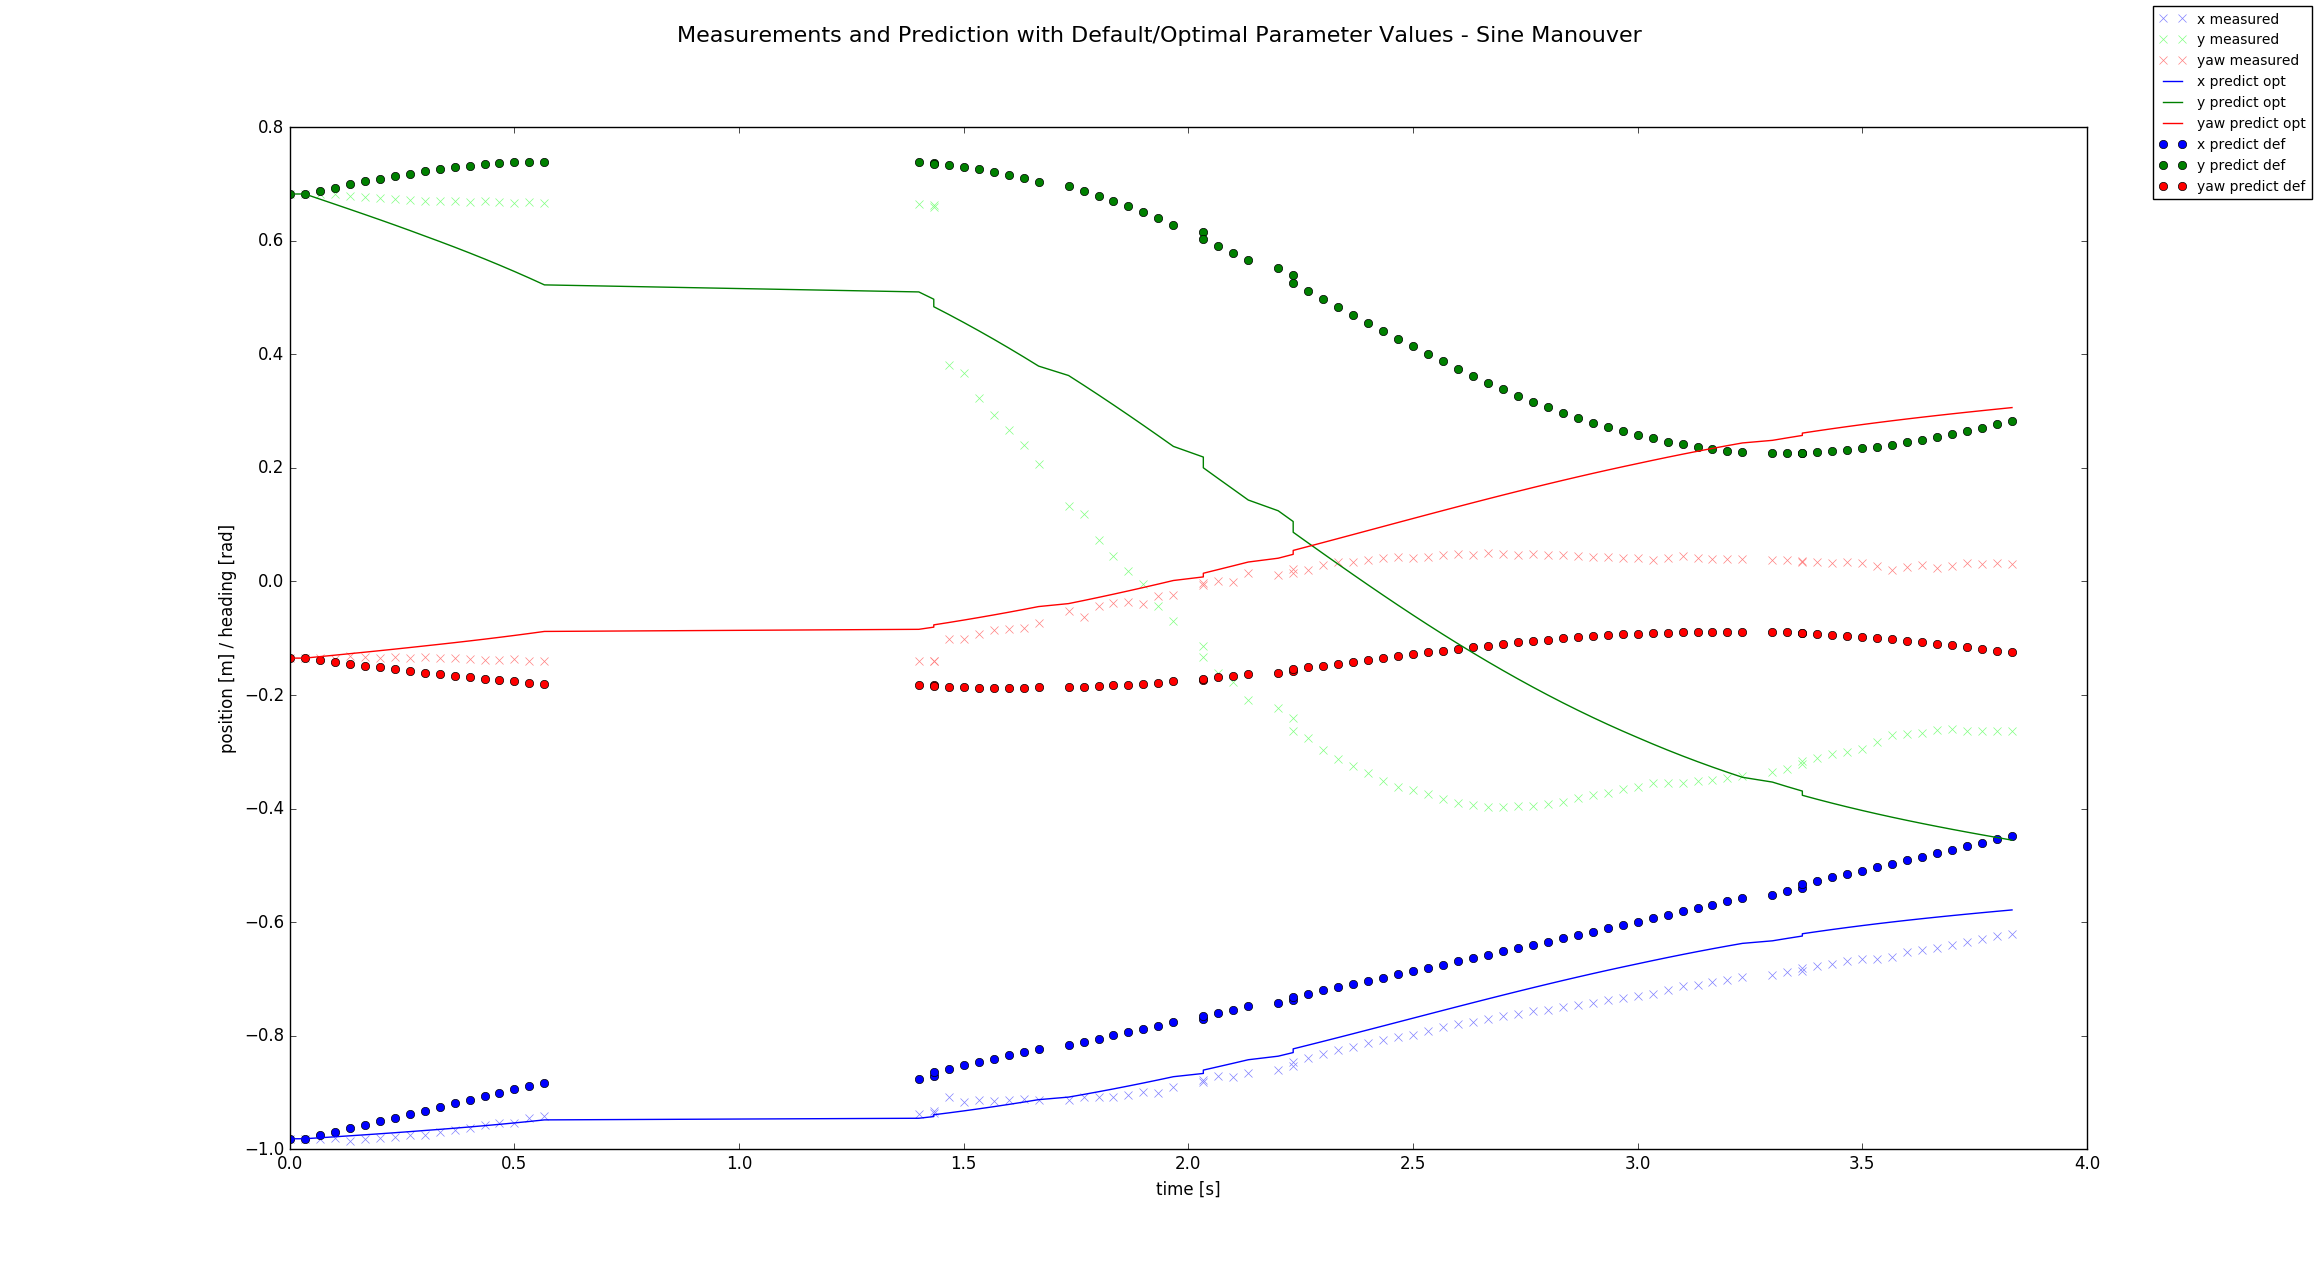 Measurements and Prediction with Default/Optimal Parameter Values - Sine Manouver
x measured
y measured
yaw measured
x predict opt
y predict opt
yaw predict opt
x predict def
y predict def
yaw predict def
0.8
0.6
0.4
0.2
0.0
−0.2
−0.4
−0.6
−0.8
−1.0
position [m] / heading [rad]
0.0
0.5
1.0
1.5
2.0
2.5
3.0
3.5
4.0
time [s]